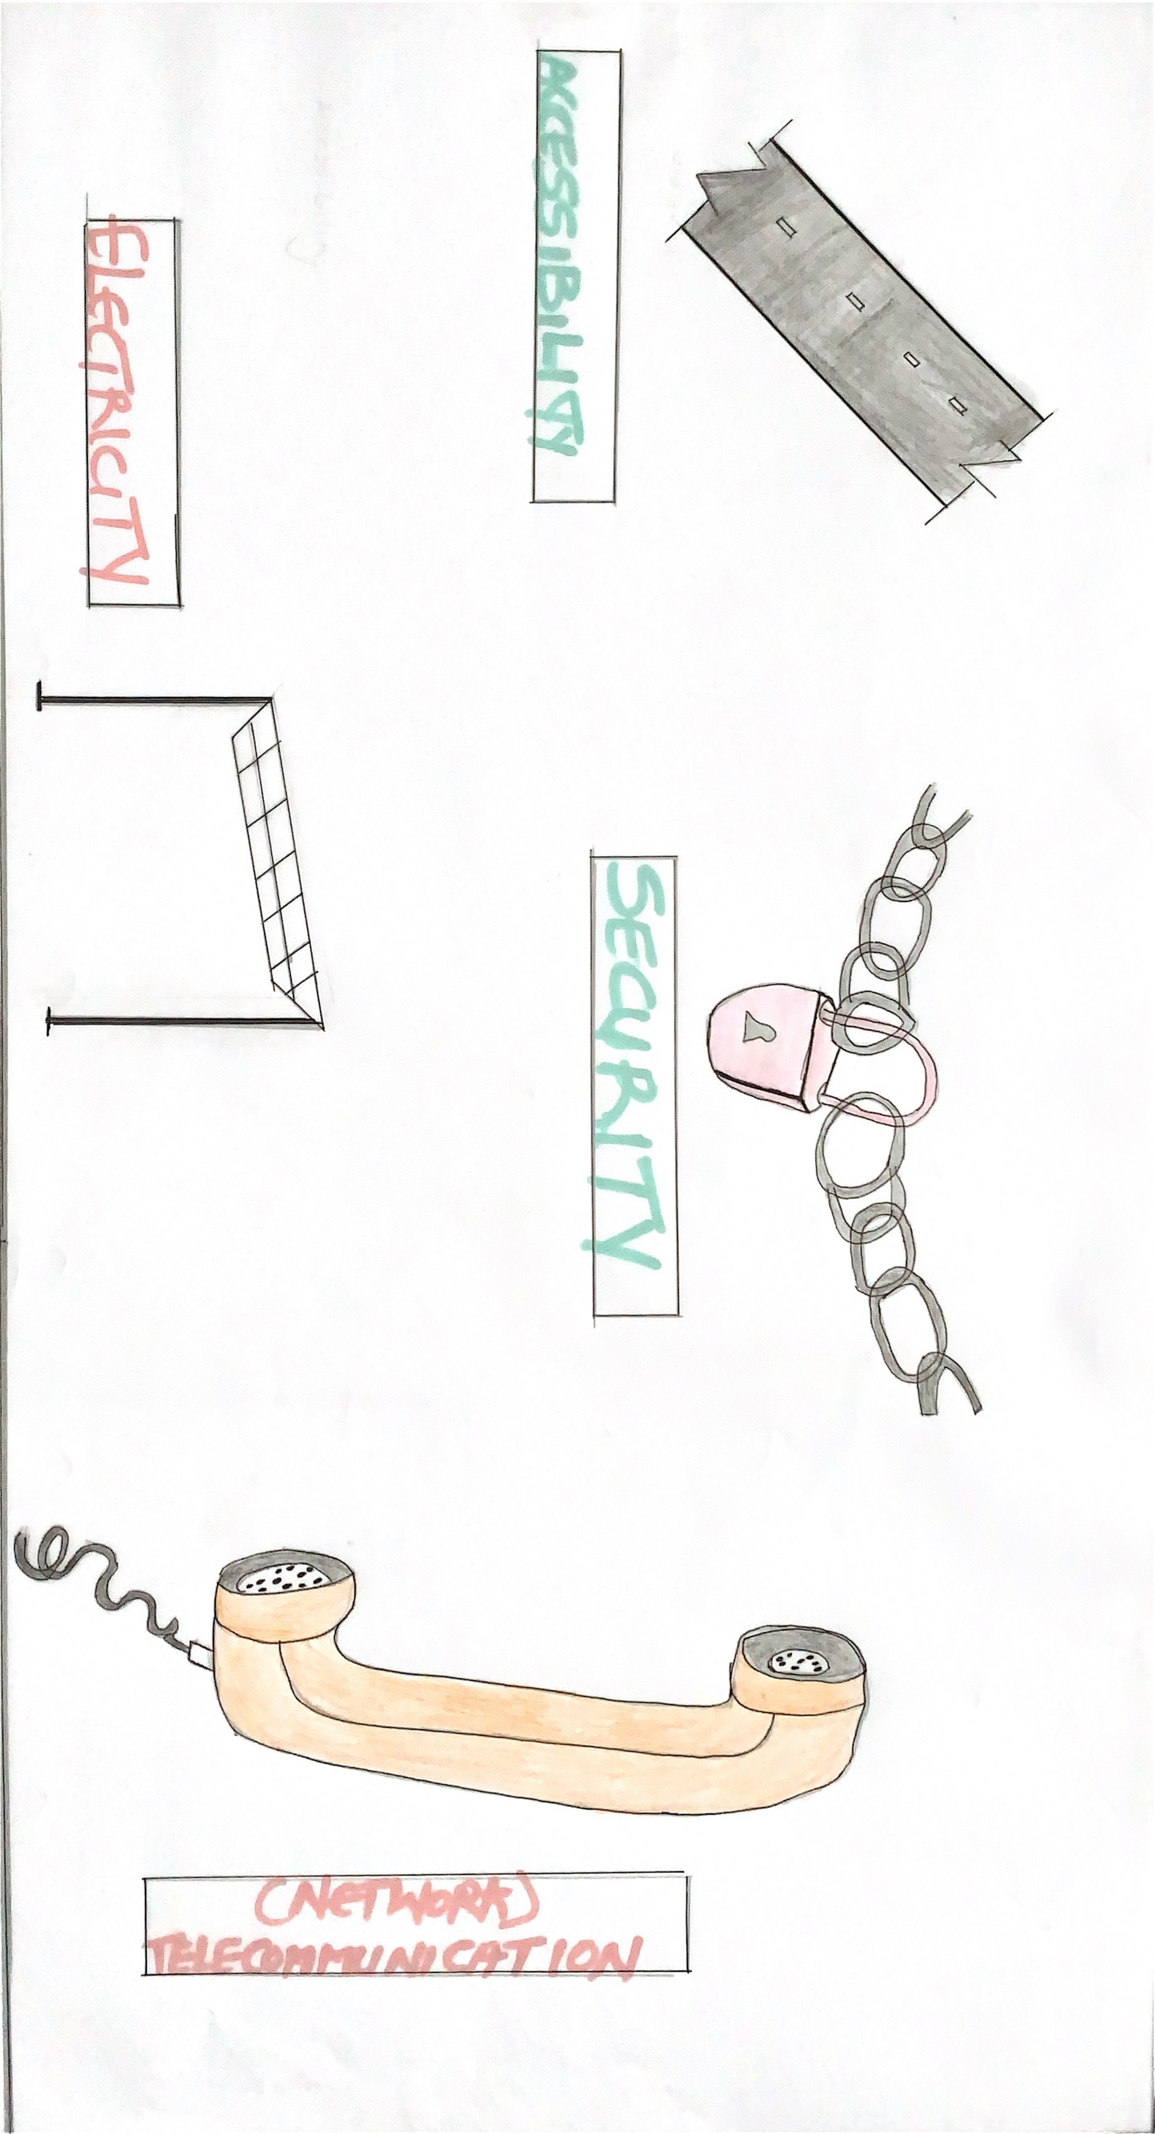 ACCESSIBILITY
SECURITY
ELECTRICITY
(NETWORK)
TELECOMMUNICATION